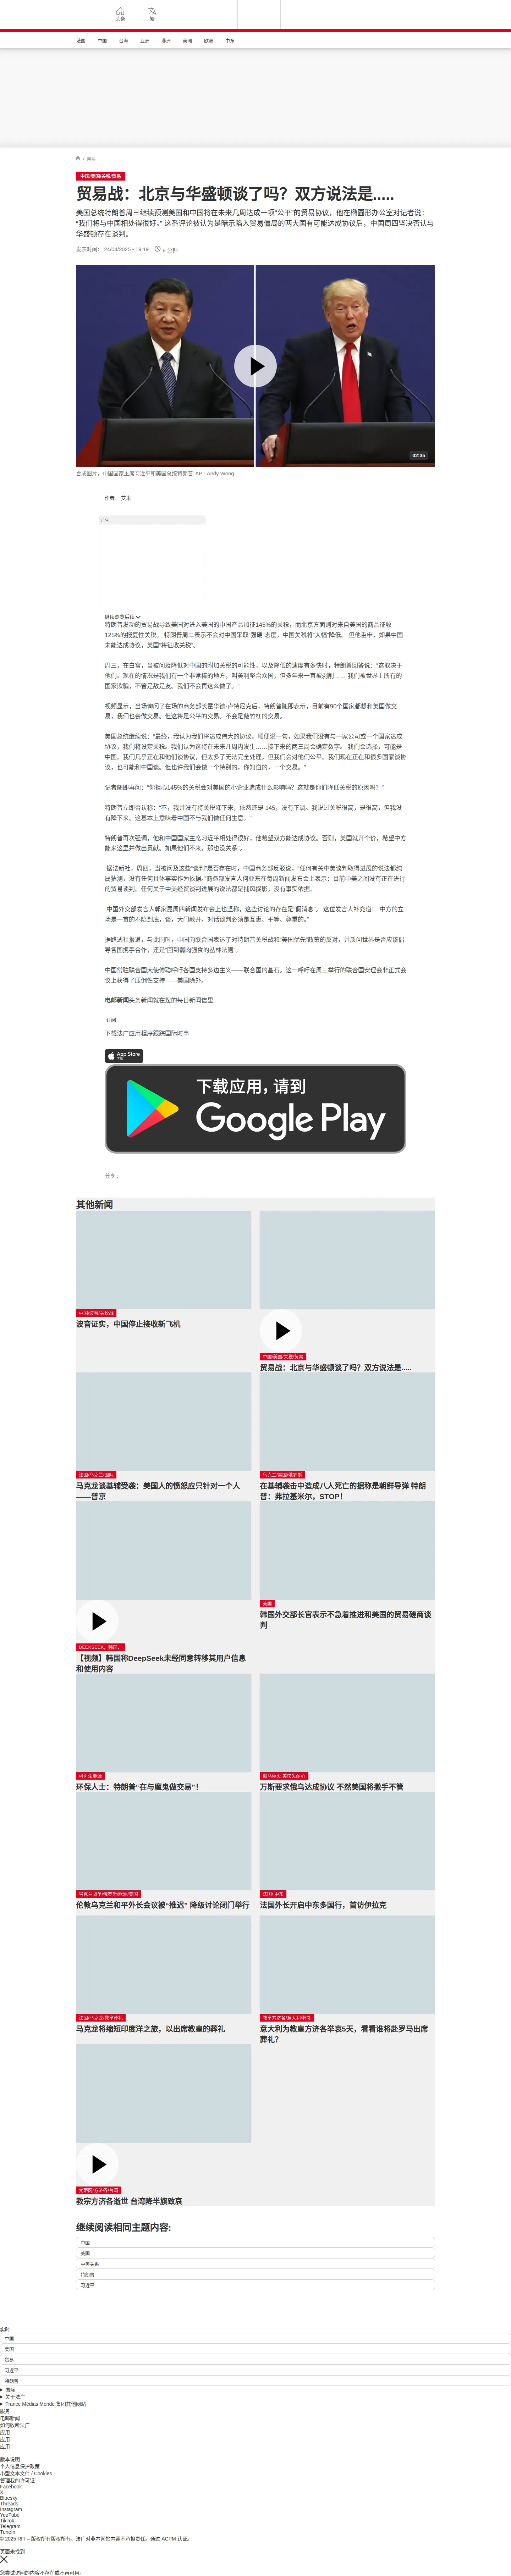 头条
繁
法国
中国
台海
亚洲
非洲
美洲
欧洲
中东
/ 国际
中国/美国/关税/贸易
贸易战：北京与华盛顿谈了吗？双方说法是.....
美国总统特朗普周三继续预测美国和中国将在未来几周达成一项“公平”的贸易协议，他在椭圆形办公室对记者说：
“我们将与中国相处得很好。” 这番评论被认为是暗示陷入贸易僵局的两大国有可能达成协议后，中国周四坚决否认与
华盛顿存在谈判。
发表时间： 24/04/2025 - 19:19
8 分钟
02:35
合成图片，中国国家主席习近平和美国总统特朗普 AP - Andy Wong
作者： 艾米
广告
继续浏览后续
特朗普发动的贸易战导致美国对进入美国的中国产品加征145%的关税，而北京方面则对来自美国的商品征收
125%的报复性关税。 特朗普周二表示不会对中国采取“强硬”态度，中国关税将“大幅”降低。 但他重申，如果中国
未能达成协议，美国“将征收关税”。
周三，在白宫，当被问及降低对中国的附加关税的可能性，以及降低的速度有多快时，特朗普回答说：“这取决于
他们。现在的情况是我们有一个非常棒的地方，叫美利坚合众国，但多年来一直被剥削…… 我们被世界上所有的
国家欺骗，不管是敌是友，我们不会再这么做了。”
视频显示，当场询问了在场的商务部长霍华德·卢特尼克后，特朗普随即表示，目前有90个国家都想和美国做交
易，我们也会做交易。但这将是公平的交易。不会是敲竹杠的交易。
美国总统继续说：“最终，我认为我们将达成伟大的协议。顺便说一句，如果我们没有与一家公司或一个国家达成
协议，我们将设定关税。我们认为这将在未来几周内发生……接下来的两三周会确定数字。 我们会选择，可能是
中国。我们几乎正在和他们谈协议，但太多了无法完全处理，但我们会对他们公平。我们现在正在和很多国家谈协
议，也可能和中国谈。但也许我们会做一个特别的，你知道的，一个交易。”
记者随即再问：“你担心145%的关税会对美国的小企业造成什么影响吗？这就是你们降低关税的原因吗？ ”
特朗普立即否认称：“不，我并没有将关税降下来，依然还是 145，没有下调。我说过关税很高，是很高，但我没
有降下来。这基本上意味着中国不与我们做任何生意。”
特朗普再次强调，他和中国国家主席习近平相处得很好。他希望双方能达成协议。否则，美国就开个价，希望中方
能来这里并做出贡献。如果他们不来，那也没关系”。
据法新社，周四，当被问及这些“谈判”是否存在时，中国商务部反驳说，“任何有关中美谈判取得进展的说法都纯
属猜测，没有任何具体事实作为依据。”商务部发言人何亚东在每周新闻发布会上表示：目前中美之间没有正在进行
的贸易谈判。任何关于中美经贸谈判进展的说法都是捕风捉影，没有事实依据。
中国外交部发言人郭家昆周四新闻发布会上也坚称，这些讨论的存在是“假消息”。 这位发言人补充道：“中方的立
场是一贯的奉陪到底，谈，大门敞开，对话谈判必须是互惠、平等、尊重的。”
据路透社报道，与此同时，中国向联合国表达了对特朗普关税战和“美国优先”政策的反对，并质问世界是否应该倡
导各国携手合作，还是“回到弱肉强食的丛林法则”。
中国常驻联合国大使傅聪呼吁各国支持多边主义——联合国的基石。这一呼吁在周三举行的联合国安理会非正式会
议上获得了压倒性支持——美国除外。
电邮新闻头条新闻就在您的每日新闻信里
订阅
下载法广应用程序跟踪国际时事
App Store
下载
下载应用，请到
Google Play
分享 :
其他新闻
中国/波音/关税战
波音证实，中国停止接收新飞机
中国/美国/关税/贸易
贸易战：北京与华盛顿谈了吗？双方说法是.....
法国/乌克兰/国际
马克龙谈基辅受袭：美国人的愤怒应只针对一个人
——普京
乌克兰/美国/俄罗斯
在基辅袭击中造成八人死亡的据称是朝鲜导弹 特朗
普：弗拉基米尔，STOP！
DEEKSEEK、韩国、
【视频】韩国称DeepSeek未经同意转移其用户信息
和使用内容
美国
韩国外交部长官表示不急着推进和美国的贸易磋商谈
判
可再生能源
环保人士：特朗普“在与魔鬼做交易”！
俄乌停火 美快失耐心
万斯要求俄乌达成协议 不然美国将撒手不管
乌克兰战争/俄罗斯/欧洲/美国
伦敦乌克兰和平外长会议被“推迟” 降级讨论闭门举行
法国/ 中东
法国外长开启中东多国行，首访伊拉克
法国/马克龙/教皇葬礼
马克龙将缩短印度洋之旅，以出席教皇的葬礼
教皇方济各/意大利/葬礼
意大利为教皇方济各举哀5天，看看谁将赴罗马出席
葬礼？
梵蒂冈/方济各/台湾
教宗方济各逝世 台湾降半旗致哀
继续阅读相同主题内容:
中国
美国
中美关系
特朗普
习近平
实时
中国
美国
贸易
习近平
特朗普
国际
关于法广
France Médias Monde 集团其他网站
服务
电邮新闻
如何收听法广
应用
应用
应用
版本说明
个人信息保护政策
小型文本文件 / Cookies
管理我的许可证
Facebook
X
Bluesky
Threads
Instagram
YouTube
TikTok
Telegram
TuneIn
© 2025 RFI – 版权所有版权所有。法广对非本网站内容不承担责任。通过 ACPM 认证。
页面未找到
您尝试访问的内容不存在或不再可用。